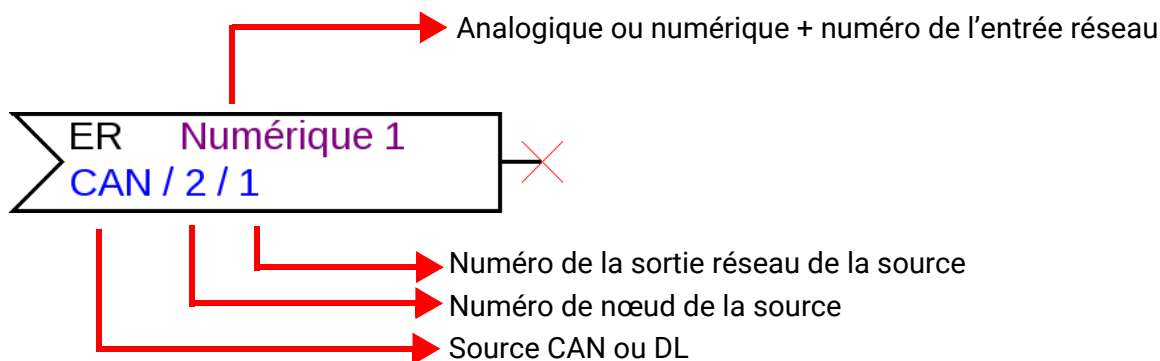 Analogique ou numérique + numéro de l’entrée réseau
ER Numérique 1
CAN / 2 / 1
Numéro de la sortie réseau de la source
Numéro de nœud de la source
Source CAN ou DL